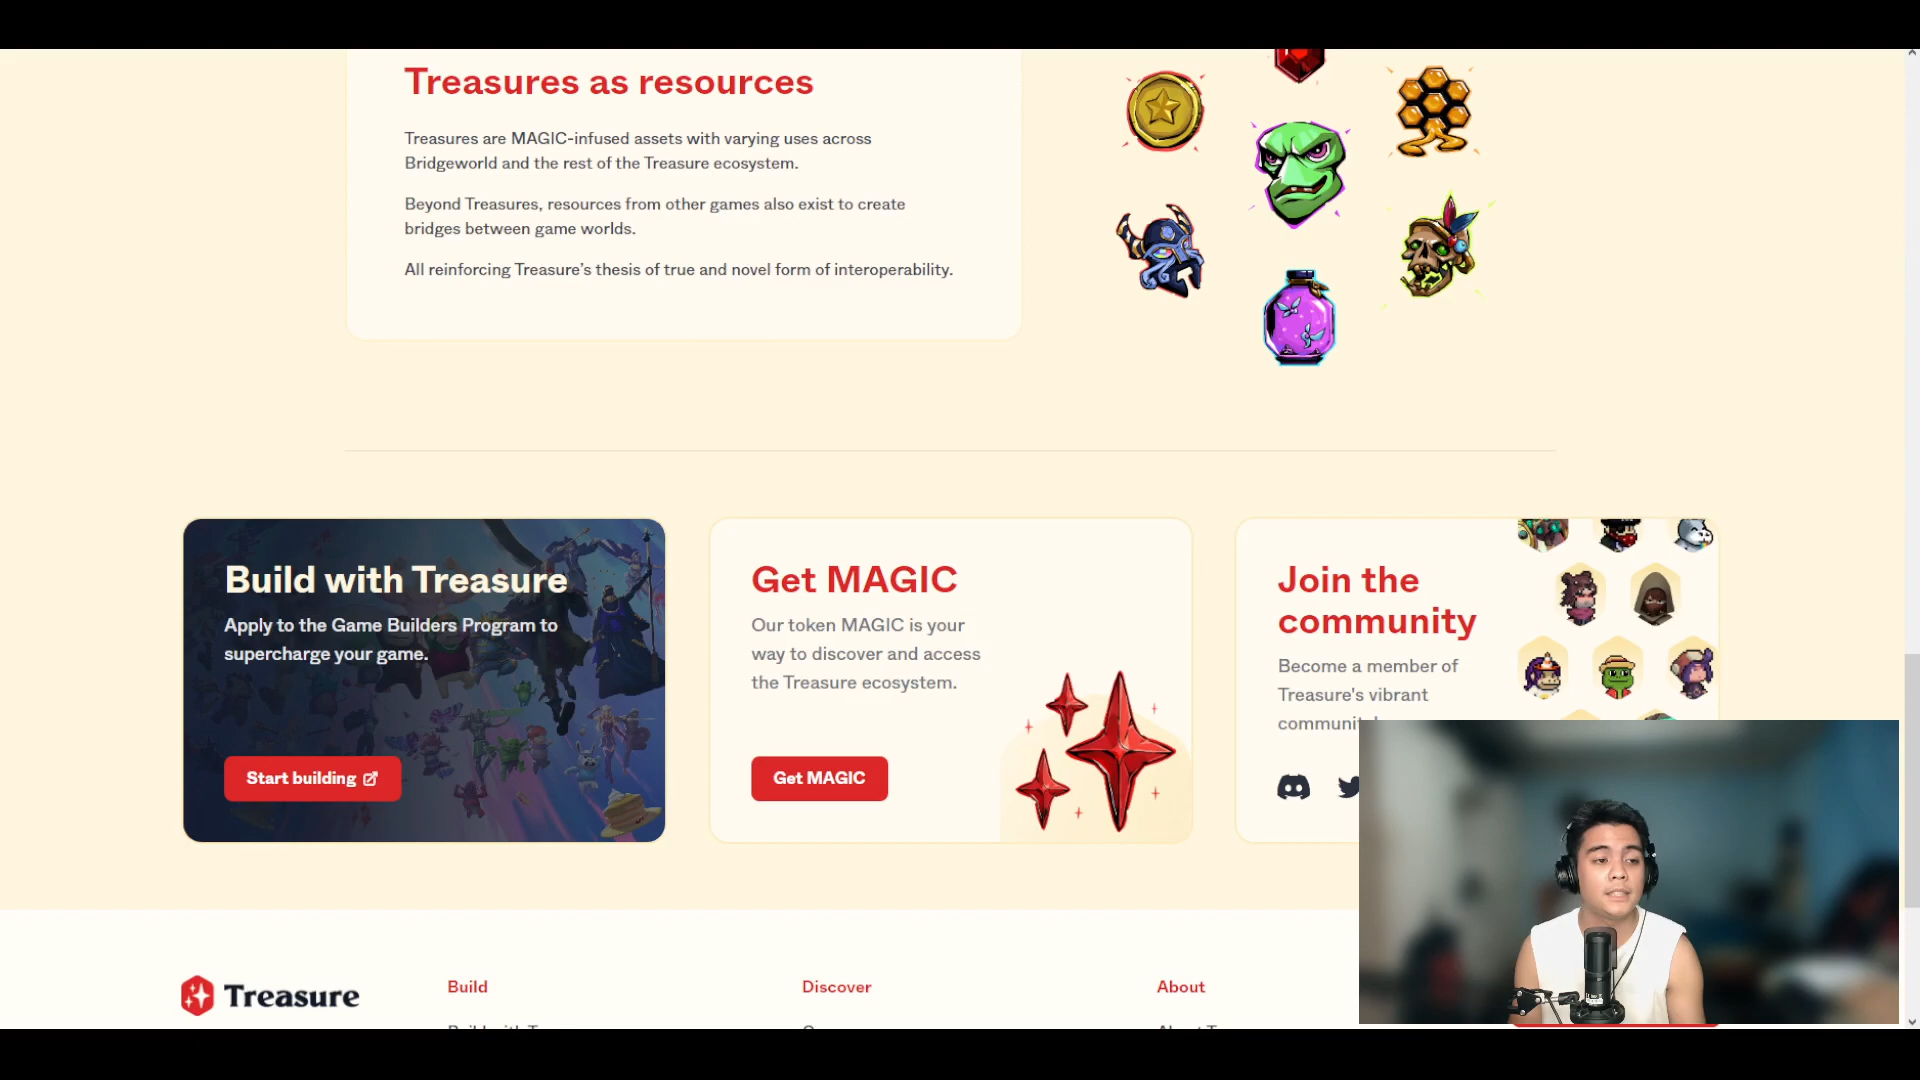 Treasures as resources
Treasures are MAGIC-infused assets with varying uses across
Bridgeworld and the rest of the Treasure ecosystem.
Beyond Treasures, resources from other games also exist to create
bridges between game worlds.
All reinforcing Treasure's thesis of true and novel form of interoperability.
Build with Treasure
Apply to the Game Builders Program to
supercharge your game.
Start building
Get MAGIC
Our token MAGIC is your
way to discover and access
the Treasure ecosystem.
Get MAGIC
Join the
community
Become a member of
Treasure's vibrant
Treasure
Build
Discover
About